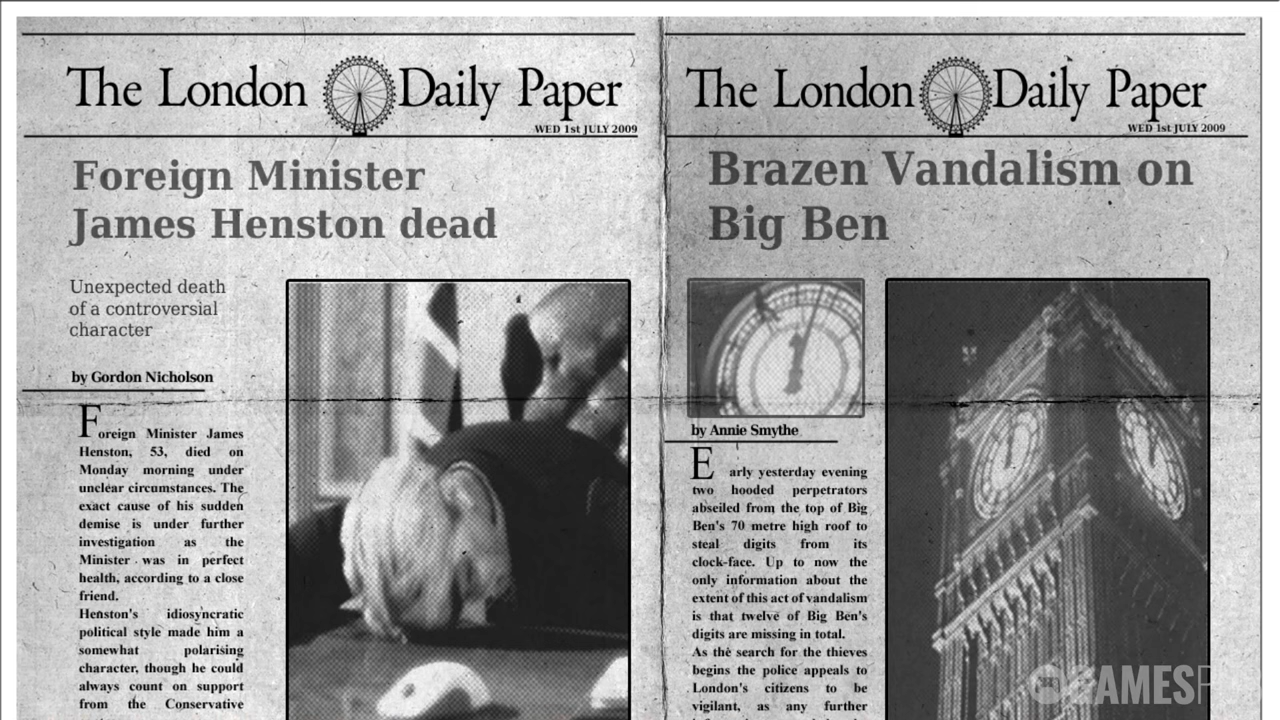 The London Daily Paper
WED 1st JULY 2009
Foreign Minister
James Henston dead
Unexpected death
of a controversial
character
by Gordon Nicholson
Foreign Minister James
Henston, 53, died on
Monday morning under
unclear circumstances. The
exact cause of his sudden
demise is under further
investigation as the
Minister was in perfect
health, according to a close
friend.
Henston's idiosyncratic
political style made him a
somewhat polarising
character, though he could
always count on support
from the Conservative
The London Daily Paper
WED 1st JULY 2009
Brazen Vandalism on
Big Ben
by Annie Smythe
Early yesterday evening
two hooded perpetrators
abseiled from the top of Big
Ben's 70 metre high roof to
steal digits from its
clock-face. Up to now the
only information about the
extent of this act of vandalism
is that twelve of Big Ben's
digits are missing in total.
As the search for the thieves
begins the police appeals to
London's citizens to be
vigilant, as any further